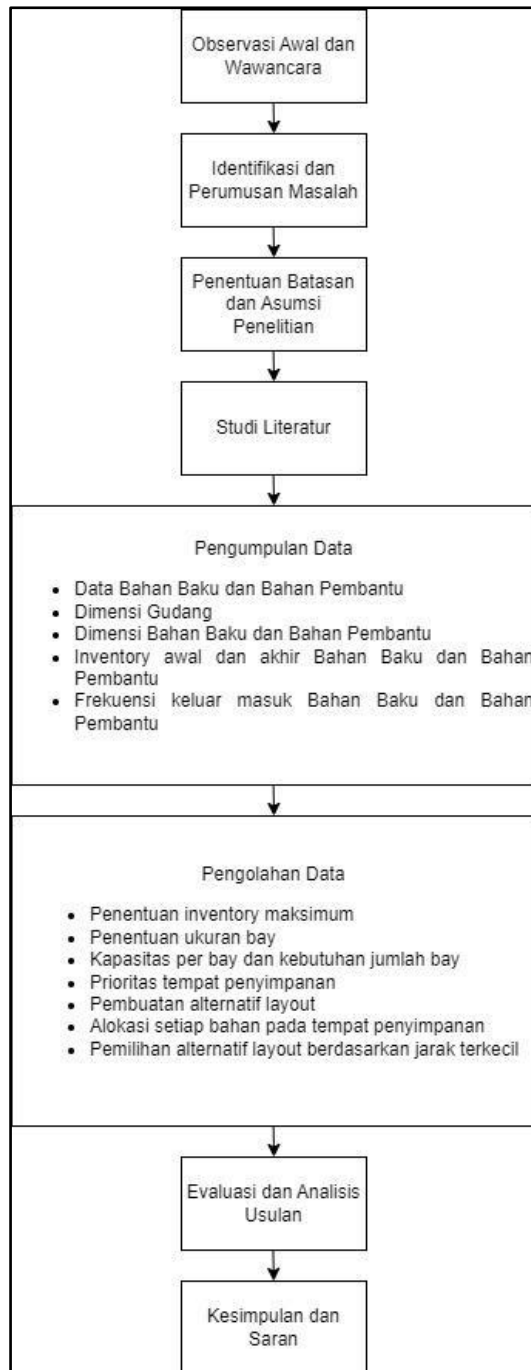 Observasi Awal dan
Wawancara
Identifikasi dan
Perumusan Masalah
Penentuan Batasan
dan Asumsi
Penelitian
Studi Literatur
Pengumpulan Data
• Data Bahan Baku dan Bahan Pembantu
• Dimensi Gudang
• Dimensi Bahan Baku dan Bahan Pembantu
• Inventory awal dan akhir Bahan Baku dan Bahan
Pembantu
• Frekuensi keluar masuk Bahan Baku dan Bahan
Pembantu
Pengolahan Data
• Penentuan inventory maksimum
• Penentuan ukuran bay
• Kapasitas per bay dan kebutuhan jumlah bay
• Prioritas tempat penyimpanan
• Pembuatan alternatif layout
• Alokasi setiap bahan pada tempat penyimpanan
• Pemilihan alternatif layout berdasarkan jarak terkecil
Evaluasi dan Analisis
Usulan
Kesimpulan dan
Saran